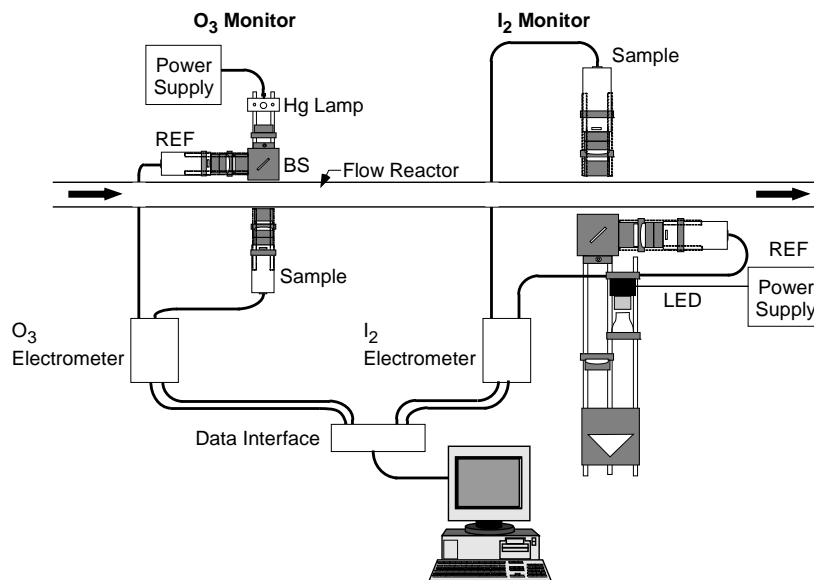 O3 Monitor
I2 Monitor
Power
Supply
Sample
Hg Lamp
REF
BS
Flow Reactor
Sample
REF
Power
Supply
LED
O3
Electrometer
I2
Electrometer
Data Interface